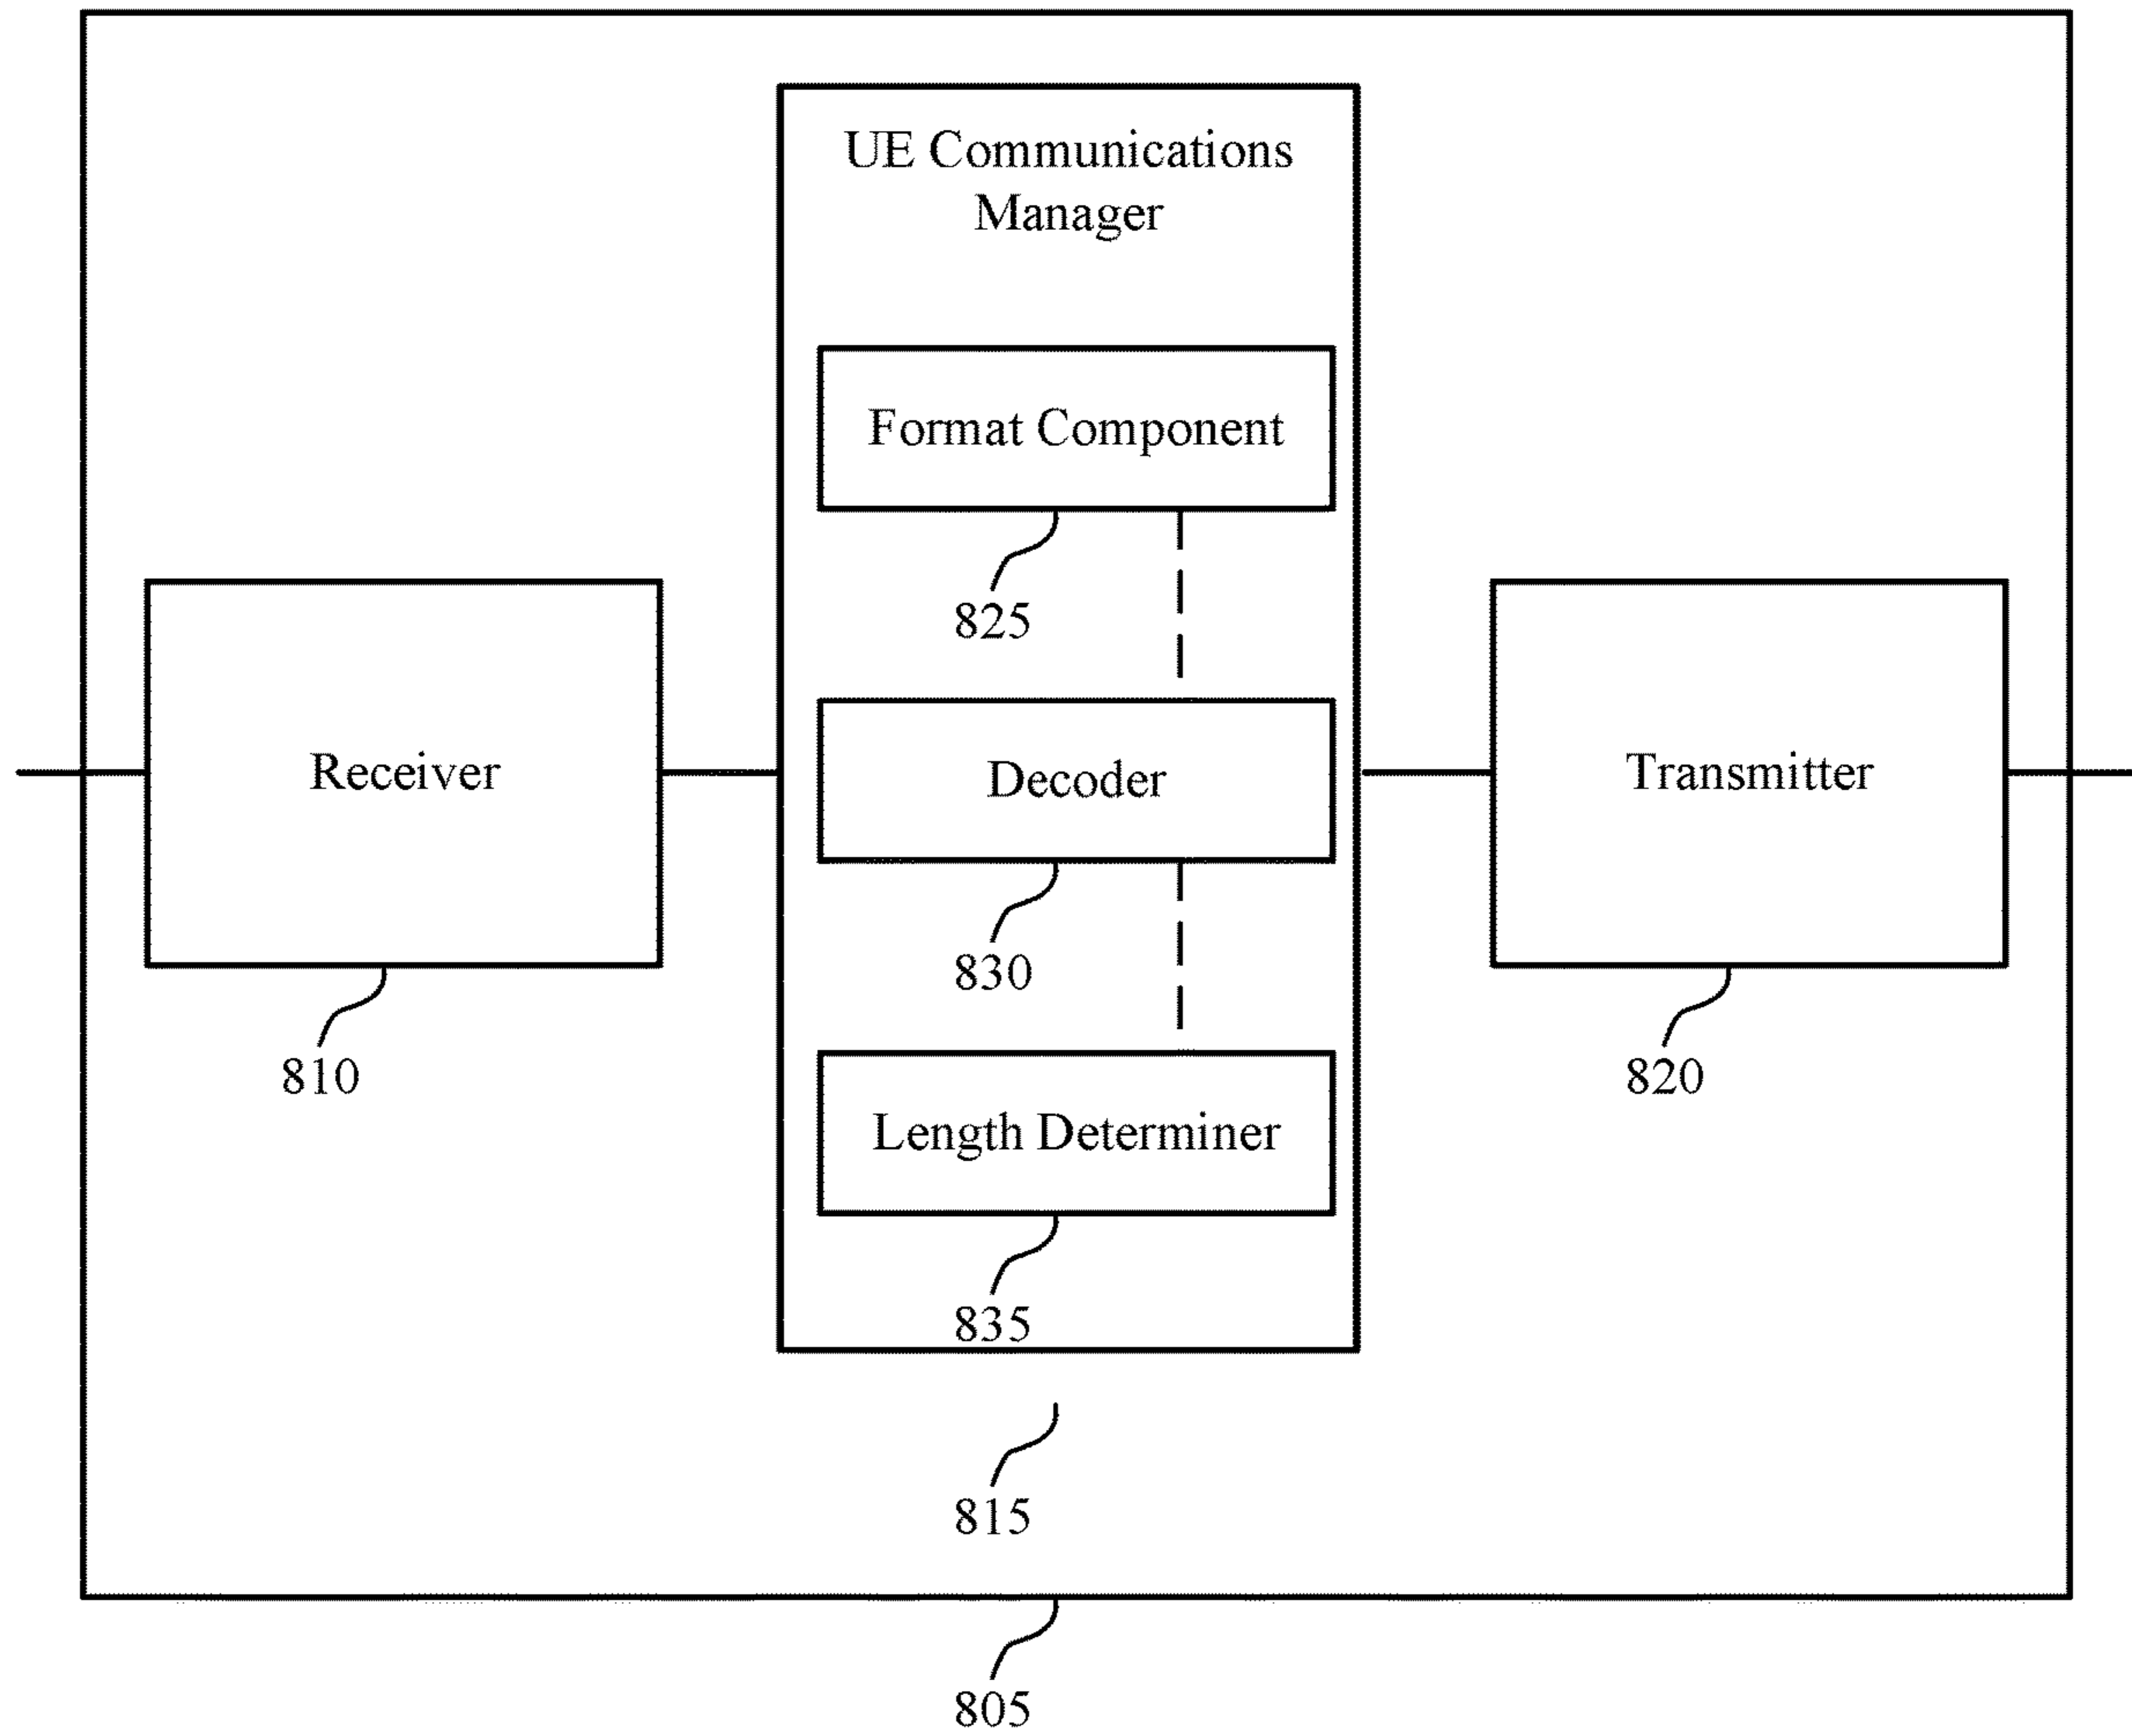 UE Communications
Manager
Format Component
825
Receiver
Decoder
Transmitter
830
810
820
Length Determiner
835
815
805